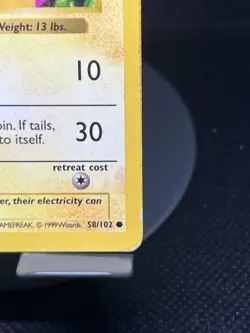 Weight: 13 lbs.
10
oin. If tails,
to itself.
30
retreat cost
er, their electricity can
AMEFREAK. © 1999 Wizards. 58/102